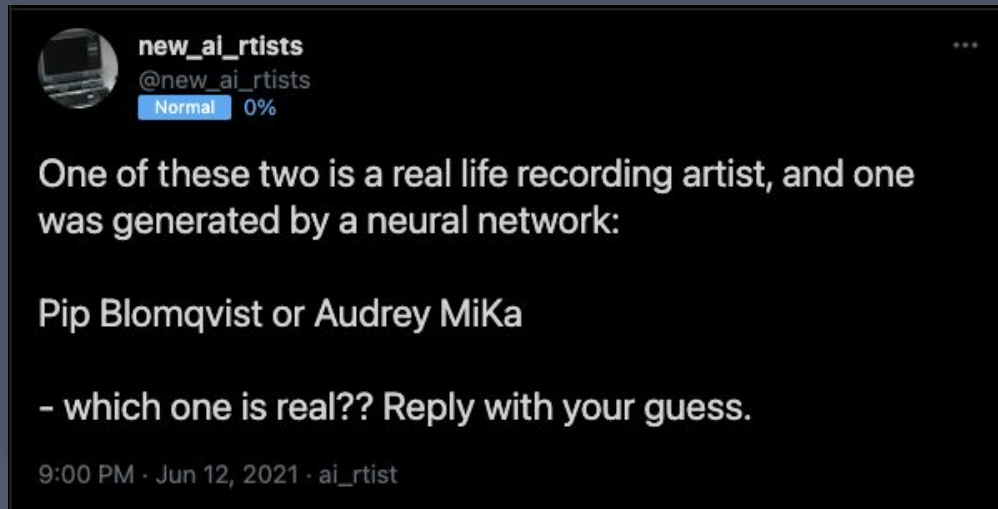 new_ai_rtists
@new_ai_rtists
Normal 0%
One of these two is a real life recording artist, and one
was generated by a neural network:
Pip Blomqvist or Audrey MiKa
- which one is real?? Reply with your guess.
9:00 PM · Jun 12, 2021 · ai_rtist